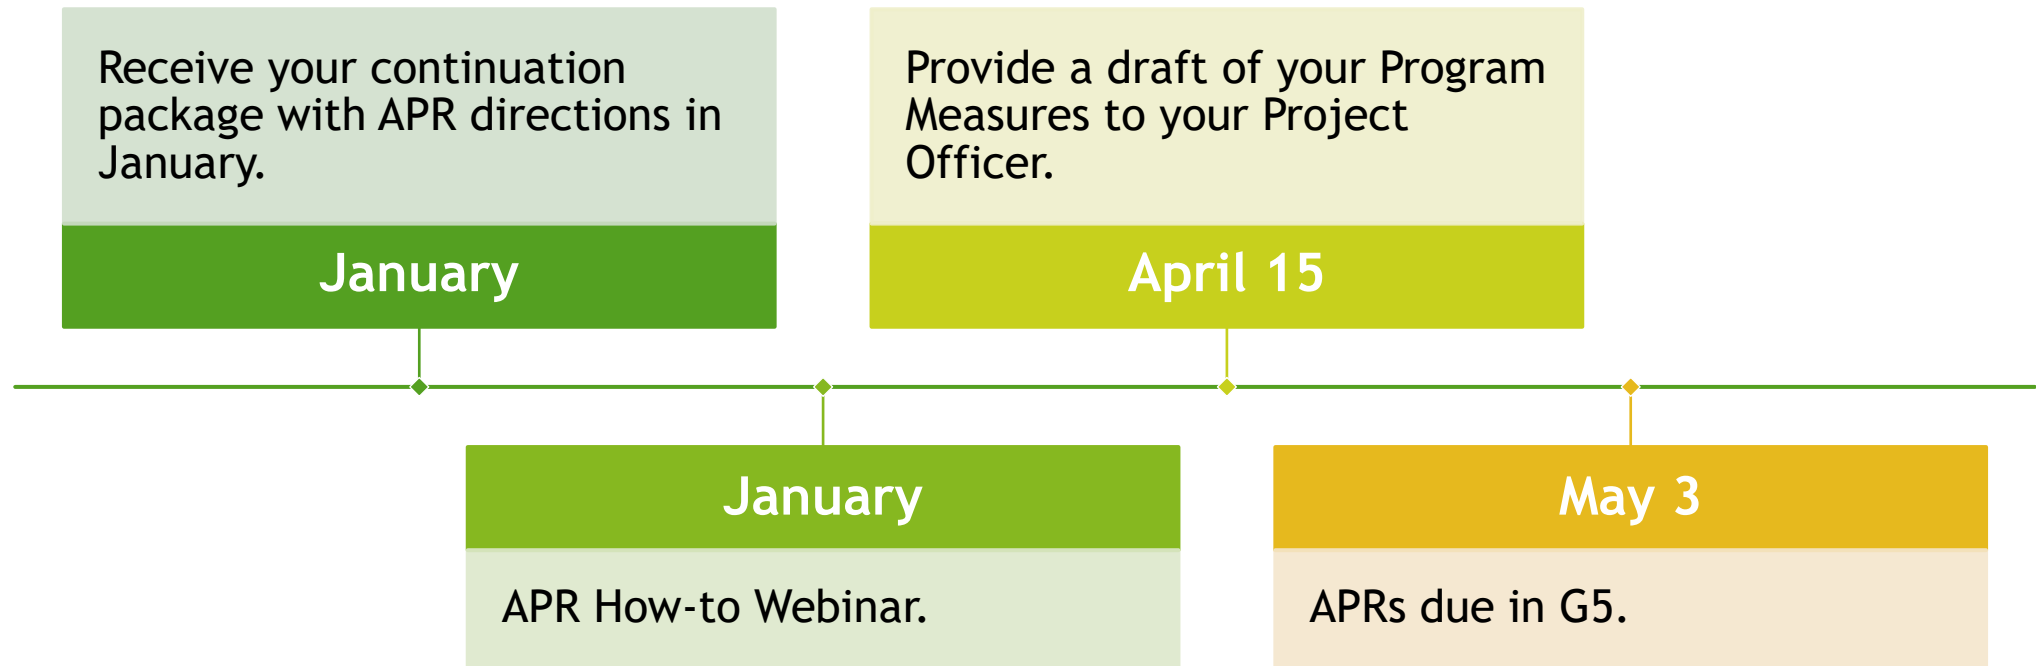 Receive your continuation
package with APR directions in
January.
January
Provide a draft of your Program
Measures to your Project
Officer.
April 15
January
APR How-to Webinar.
May 3
APRs due in G5.